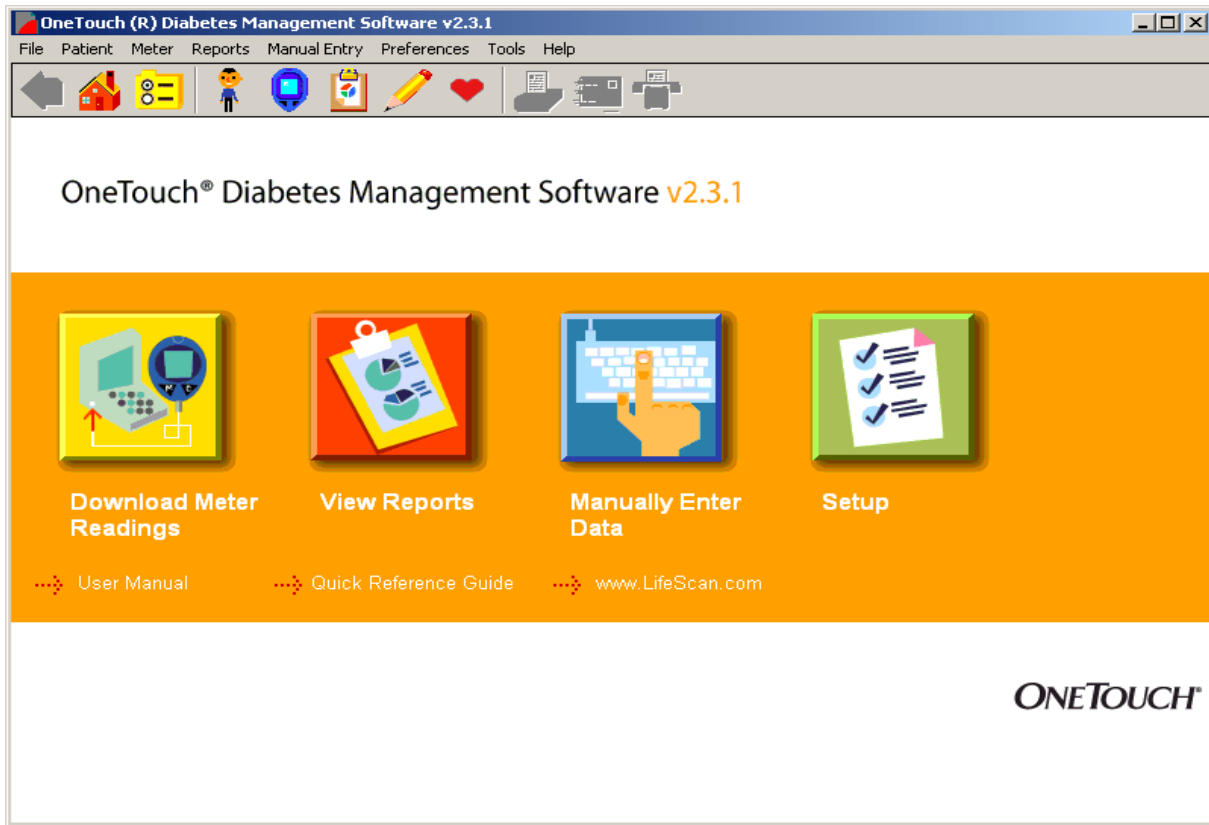 OneTouch (R) Diabetes Management Software v2.3.1
File Patient Meter Reports Manual Entry Preferences Tools Help
OneTouch® Diabetes Management Software v2.3.1
Download Meter
Readings
View Reports
Manually Enter
Data
Setup
User Manual
Quick Reference Guide
www.LifeScan.com
ONETOUCH®